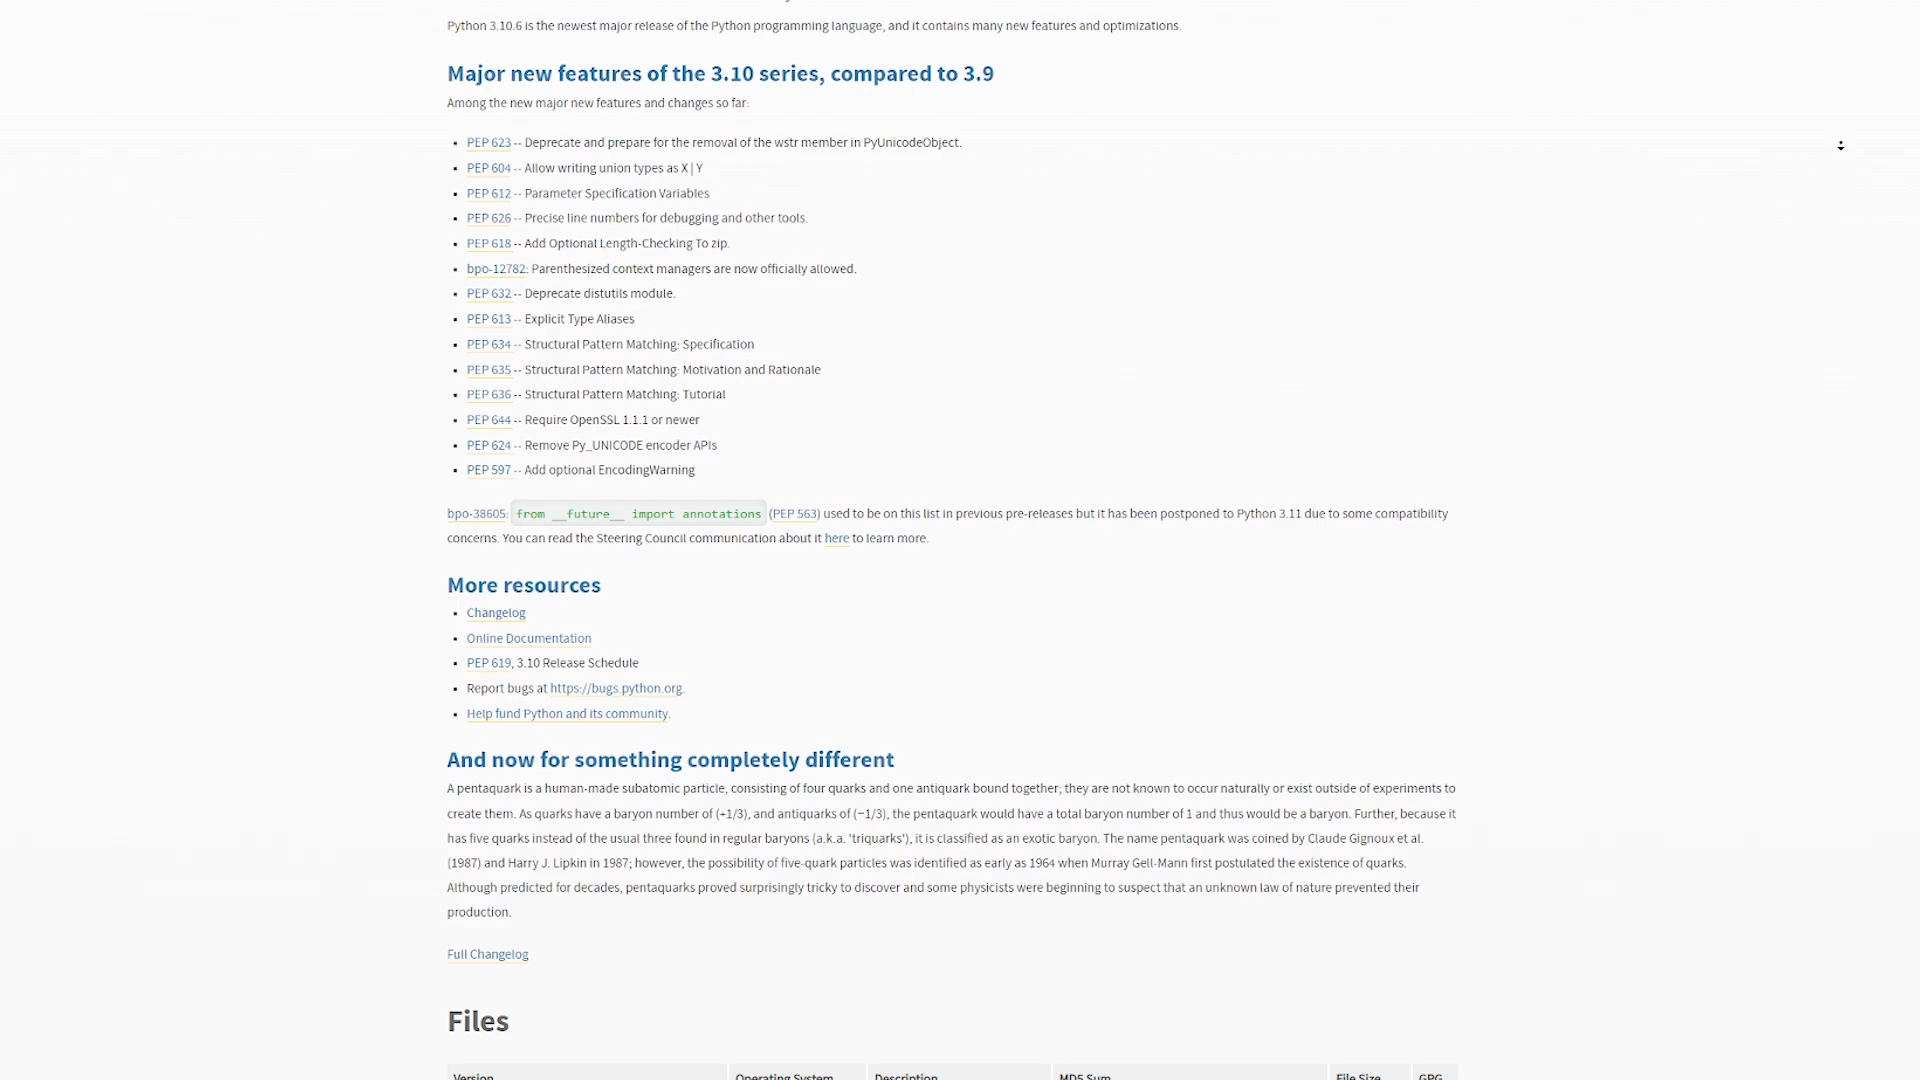 Python 3.10.6 is the newest major release of the Python programming language, and it contains many new features and optimizations.
Major new features of the 3.10 series, compared to 3.9
Among the new major new features and changes so far:
▪ PEP 623 -- Deprecate and prepare for the removal of the wstr member in PyUnicodeObject.
▪ PEP 604 -- Allow writing union types as X | Y
▪ PEP 612 -- Parameter Specification Variables
▪ PEP 626 -- Precise line numbers for debugging and other tools.
▪ PEP 618 -- Add Optional Length-Checking To zip.
▪ bpo-12782: Parenthesized context managers are now officially allowed.
▪ PEP 632 -- Deprecate distutils module.
▪ PEP 613 -- Explicit Type Aliases
▪ PEP 634 -- Structural Pattern Matching: Specification
▪ PEP 635 -- Structural Pattern Matching: Motivation and Rationale
▪ PEP 636 -- Structural Pattern Matching: Tutorial
▪ PEP 644 -- Require OpenSSL 1.1.1 or newer
▪ PEP 624 -- Remove Py_UNICODE encoder APIs
▪ PEP 597 -- Add optional EncodingWarning
bpo-38605: from __future__ import annotations (PEP 563) used to be on this list in previous pre-releases but it has been postponed to Python 3.11 due to some compatibility
concerns. You can read the Steering Council communication about it here to learn more.
More resources
▪ Changelog
▪ Online Documentation
▪ PEP 619, 3.10 Release Schedule
▪ Report bugs at https://bugs.python.org.
▪ Help fund Python and its community.
And now for something completely different
A pentaquark is a human-made subatomic particle, consisting of four quarks and one antiquark bound together; they are not known to occur naturally or exist outside of experiments to
create them. As quarks have a baryon number of (+1/3), and antiquarks of (−1/3), the pentaquark would have a total baryon number of 1 and thus would be a baryon. Further, because it
has five quarks instead of the usual three found in regular baryons (a.k.a. 'triquarks'), it is classified as an exotic baryon. The name pentaquark was coined by Claude Gignoux et al.
(1987) and Harry J. Lipkin in 1987; however, the possibility of five-quark particles was identified as early as 1964 when Murray Gell-Mann first postulated the existence of quarks.
Although predicted for decades, pentaquarks proved surprisingly tricky to discover and some physicists were beginning to suspect that an unknown law of nature prevented their
production.
Full Changelog
Files
Version Operating System Description MD5 Sum File Size GPG